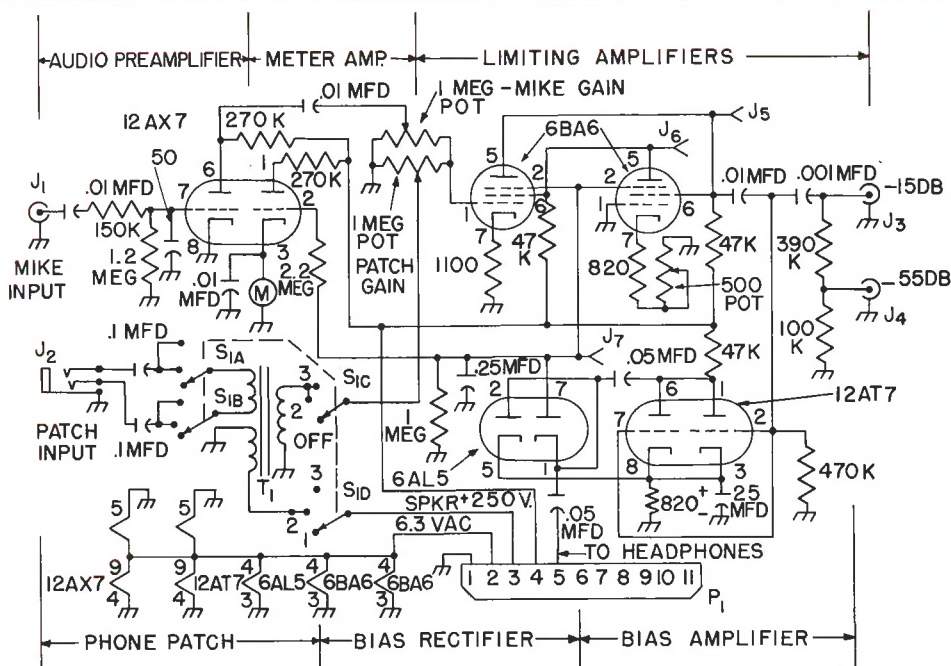 AUDIO PREAMPLIFIER
METER AMP.
LIMITING AMPLIFIERS
.01 MFD
1 MEG - MIKE GAIN
POT
12AX7
270 K
6BA6
J5
J6
50
6
1
270K
5
2
5
.01 MFD
.001 MFD
-15DB
J1
.01 MFD
7
2
1 MEG
POT
PATCH
GAIN
1
6
2
1
6
J3
150K
8
3
7
47
K
7
47K
390
K
MIKE
INPUT
1.2
MEG
.01
MFD
M
2.2
MEG
1100
820
500
POT
-55DB
J4
100
K
.1 MFD
J7
.05 MFD
47K
J2
S1A
.25 MFD
12AT7
S1B
3
2
OFF
S1C
1
MEG
2
7
6
1
7
2
PATCH
INPUT
.1 MFD
6AL5
5
1
8
3
470 K
T1
3
2
1
S1D
SPKR
+250 V.
.05
MFD
820
+
-
25
MFD
5
5
6.3 VAC
TO HEADPHONES
12AX7
9
4
9
4
12AT7
4
3
6AL5
4
3
6BA6
4
3
6BA6
1 2 3 4 5 6 7 8 9 10 11
P1
PHONE PATCH
BIAS RECTIFIER
BIAS AMPLIFIER